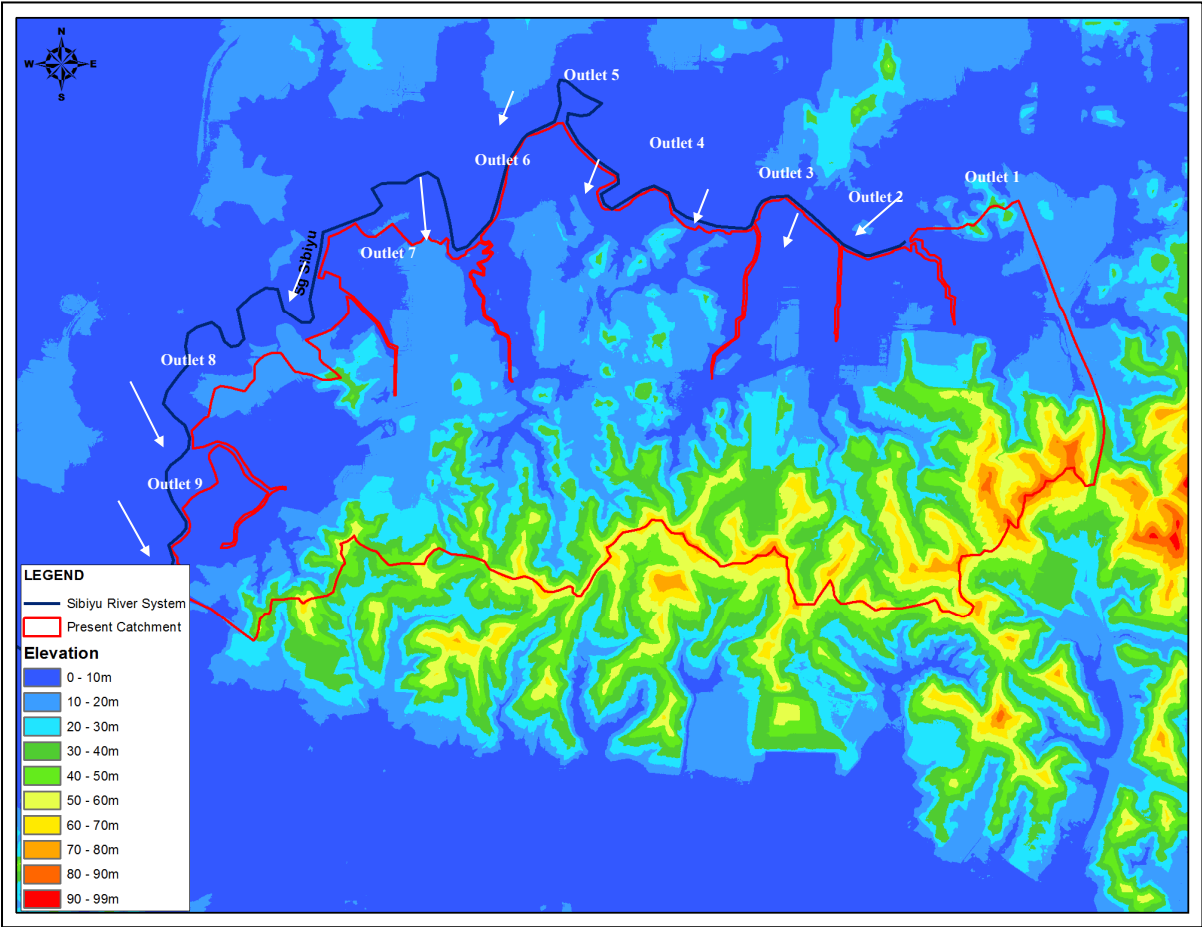 N
W E
S
Outlet 5
Outlet 4
Outlet 6
Outlet 3
Outlet 1
Outlet 2
Outlet 7
Sg Sibiyu
Outlet 8
Outlet 9
LEGEND
Sibiyu River System
Present Catchment
Elevation
0 - 10m
10 - 20m
20 - 30m
30 - 40m
40 - 50m
50 - 60m
60 - 70m
70 - 80m
80 - 90m
90 - 99m